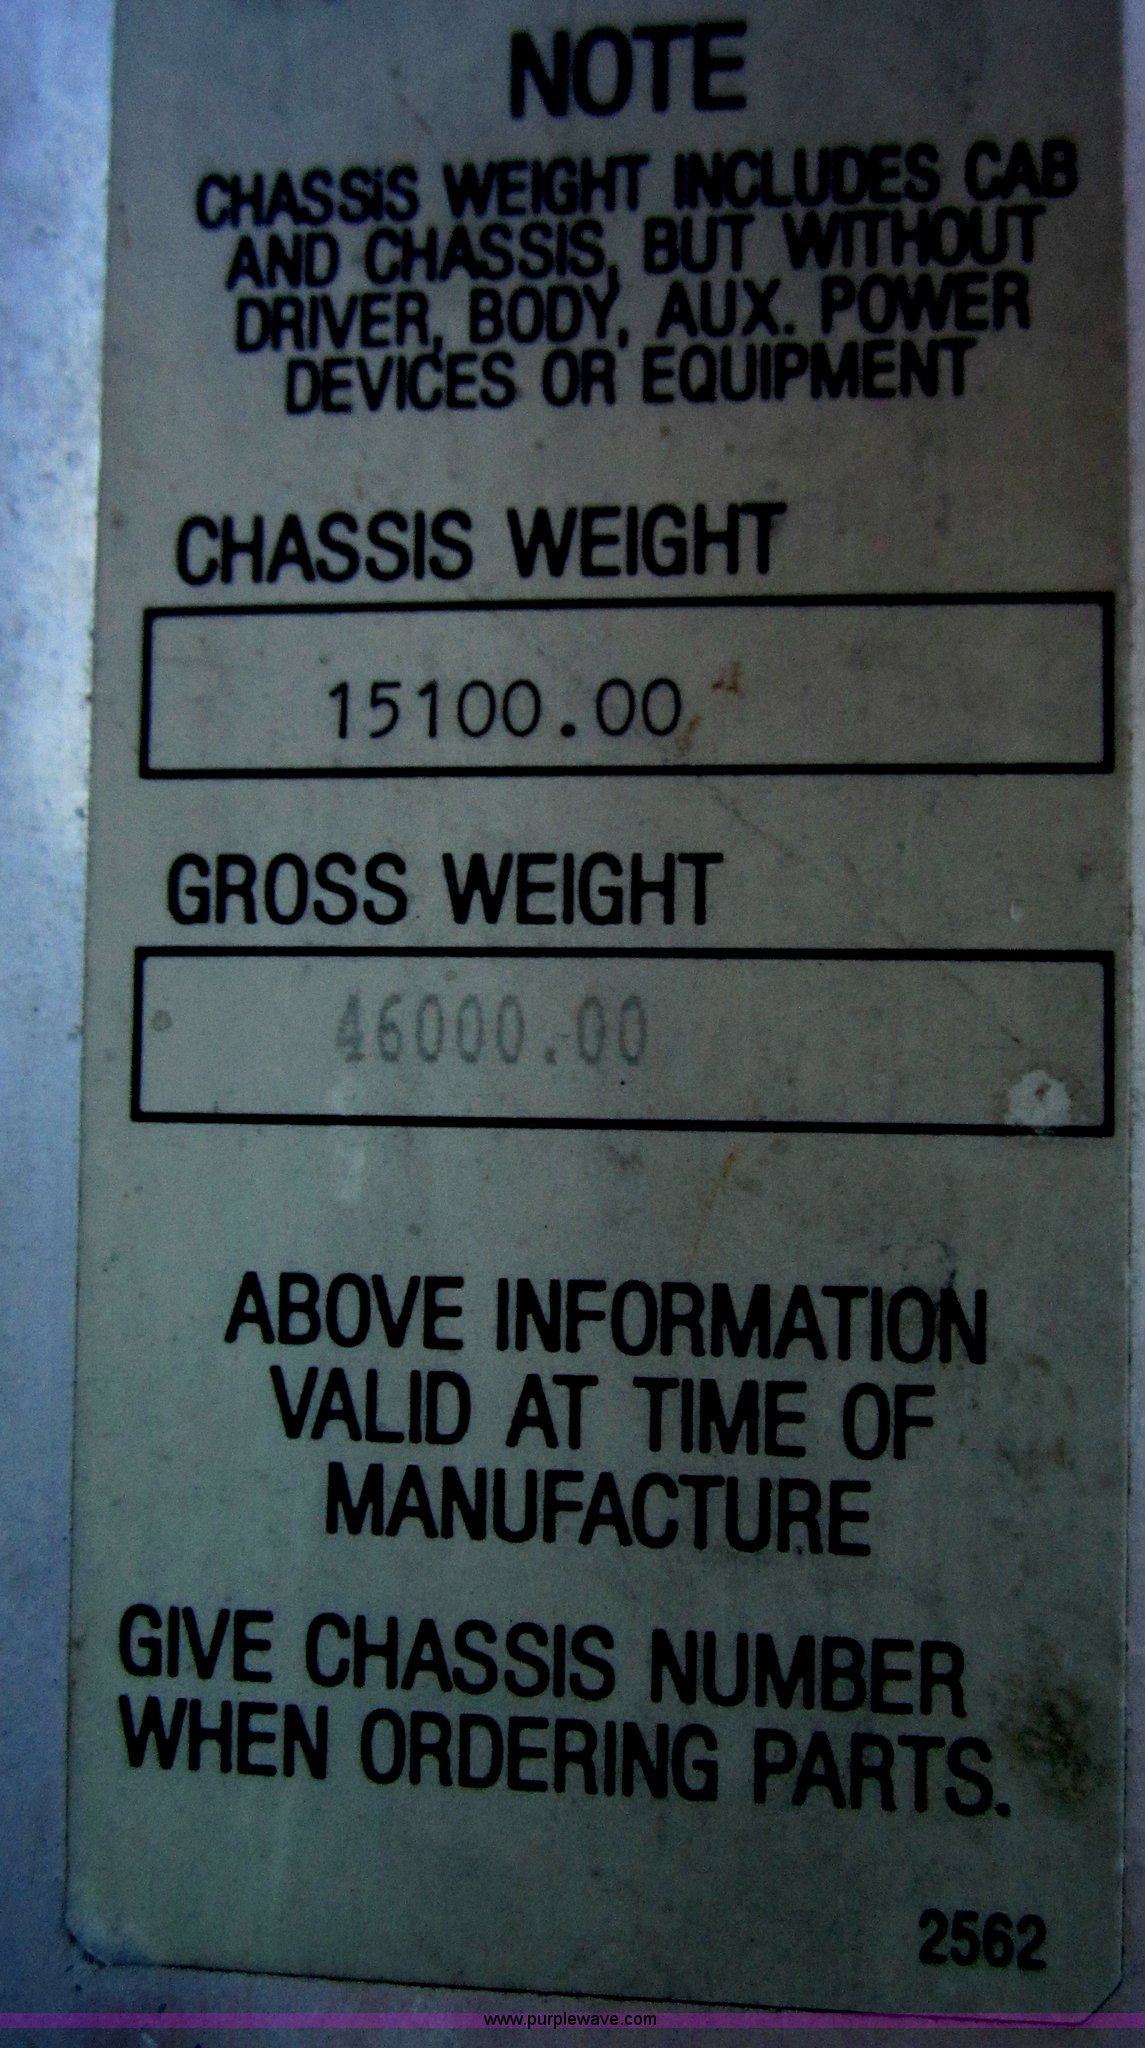 NOTE
CHASSiS WEIGHT INCLUDES CAB
AND CHASSIS, BUT WITHOUT
DRIVER, BODY, AUX. POWER
DEVICES OR EQUIPMENT
CHASSIS WEIGHT
15100.00
GROSS WEIGHT
46000.00
ABOVE INFORMATION
VALID AT TIME OF
MANUFACTURE
GIVE CHASSIS NUMBER
WHEN ORDERING PARTS.
2562
www.purplewave.com